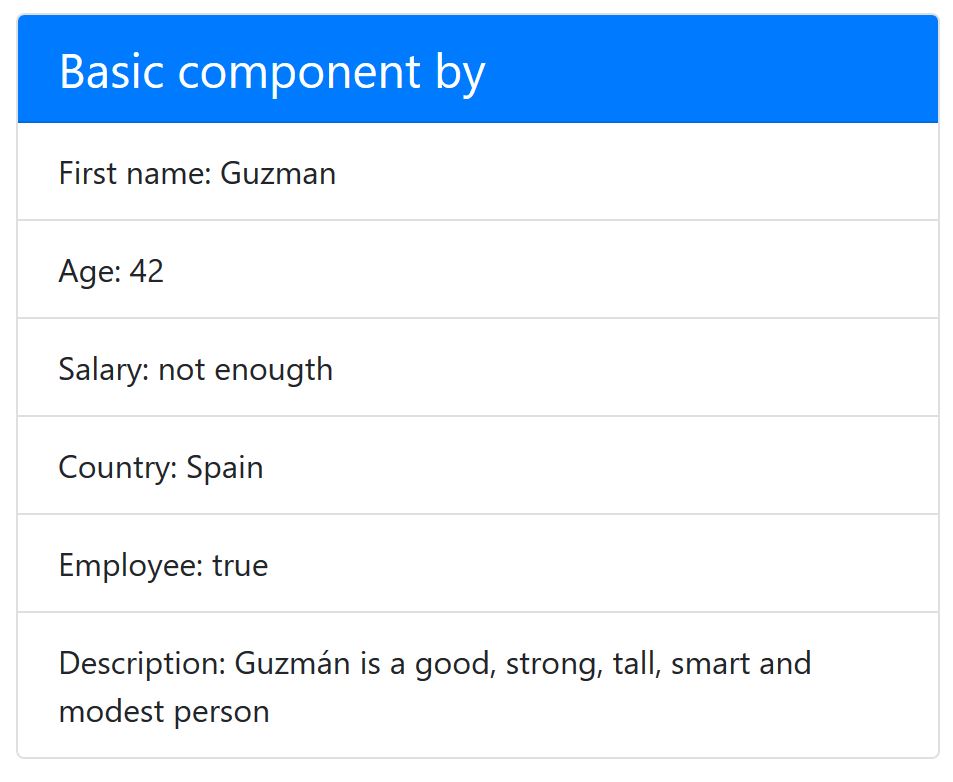 Basic component by
First name: Guzman
Age: 42
Salary: not enougth
Country: Spain
Employee: true
Description: Guzmán is a good, strong, tall, smart and
modest person